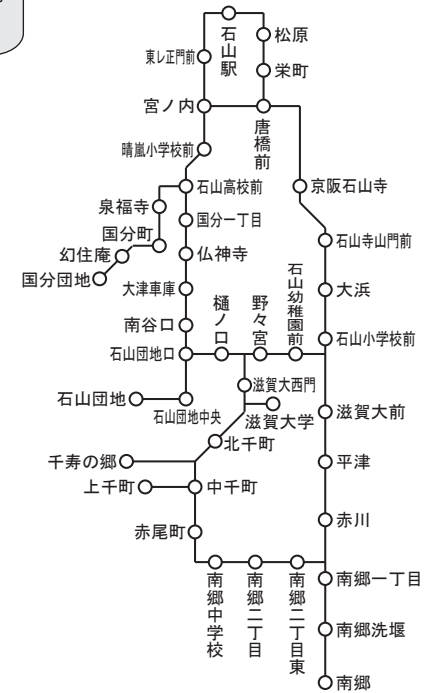 石山駅
松原
東レ正門前
栄町
宮ノ内
唐橋前
晴嵐小学校前
石山高校前
京阪石山寺
泉福寺
国分一丁目
国分町
石山寺山門前
幻住庵
仏神寺
国分団地
大津車庫
樋ノ口
野々宮
石山幼稚園前
大浜
南谷口
石山小学校前
石山団地口
滋賀大西門
石山団地
石山団地中央
滋賀大学
滋賀大前
北千町
千寿の郷
平津
上千町
中千町
赤尾町
赤川
南郷中学校
南郷二丁目
南郷二丁目東
南郷一丁目
南郷洗堰
南郷